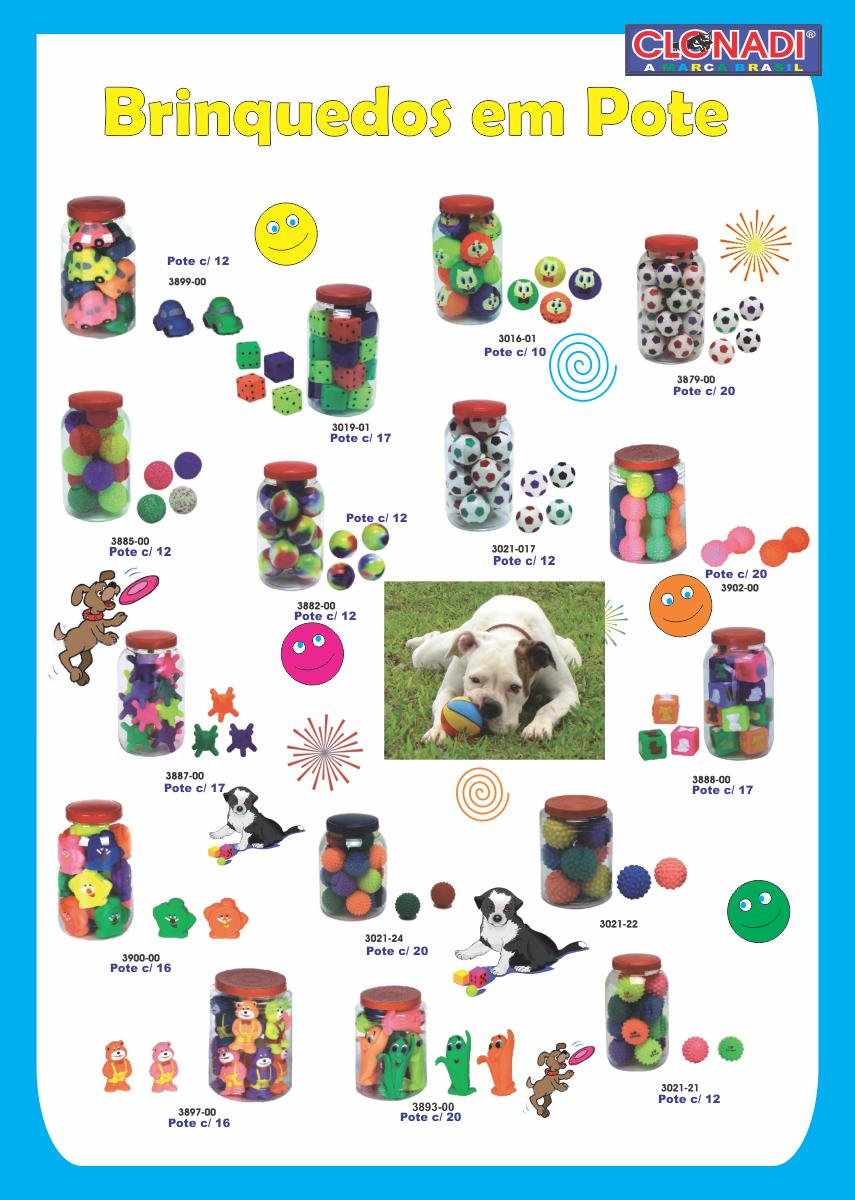 CLONADI®
A MARCA BRASIL
Brinquedos em Pote
Pote c/ 12
3899-00
3019-01
Pote c/ 17
3016-01
Pote c/ 10
3879-00
Pote c/ 20
3885-00
Pote c/ 12
Pote c/ 12
3882-00
Pote c/ 12
3021-017
Pote c/ 12
Pote c/ 20
3902-00
3887-00
Pote c/ 17
3888-00
Pote c/ 17
3900-00
Pote c/ 16
3021-24
Pote c/ 20
3021-22
3897-00
Pote c/ 16
3893-00
Pote c/ 20
3021-21
Pote c/ 12